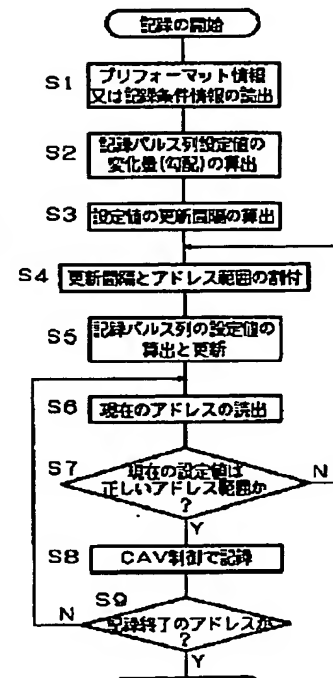 記録の開始
S1
プリフォーマット情報
又は記録条件情報の読出
S2
記録パルス列設定値の
変化量(勾配)の算出
S3
設定値の更新間隔の算出
S4
更新間隔とアドレス範囲の割付
S5
記録パルス列の設定値の
算出と更新
S6
現在のアドレスの読出
S7
現在の設定値は
正しいアドレス範囲か
?
N
Y
S8
CAV制御で記録
S9
N
記録終了のアドレスか
?
Y